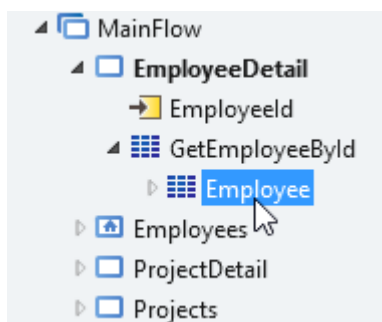 MainFlow
EmployeeDetail
EmployeeId
GetEmployeeById
Employee
Employees
ProjectDetail
Projects